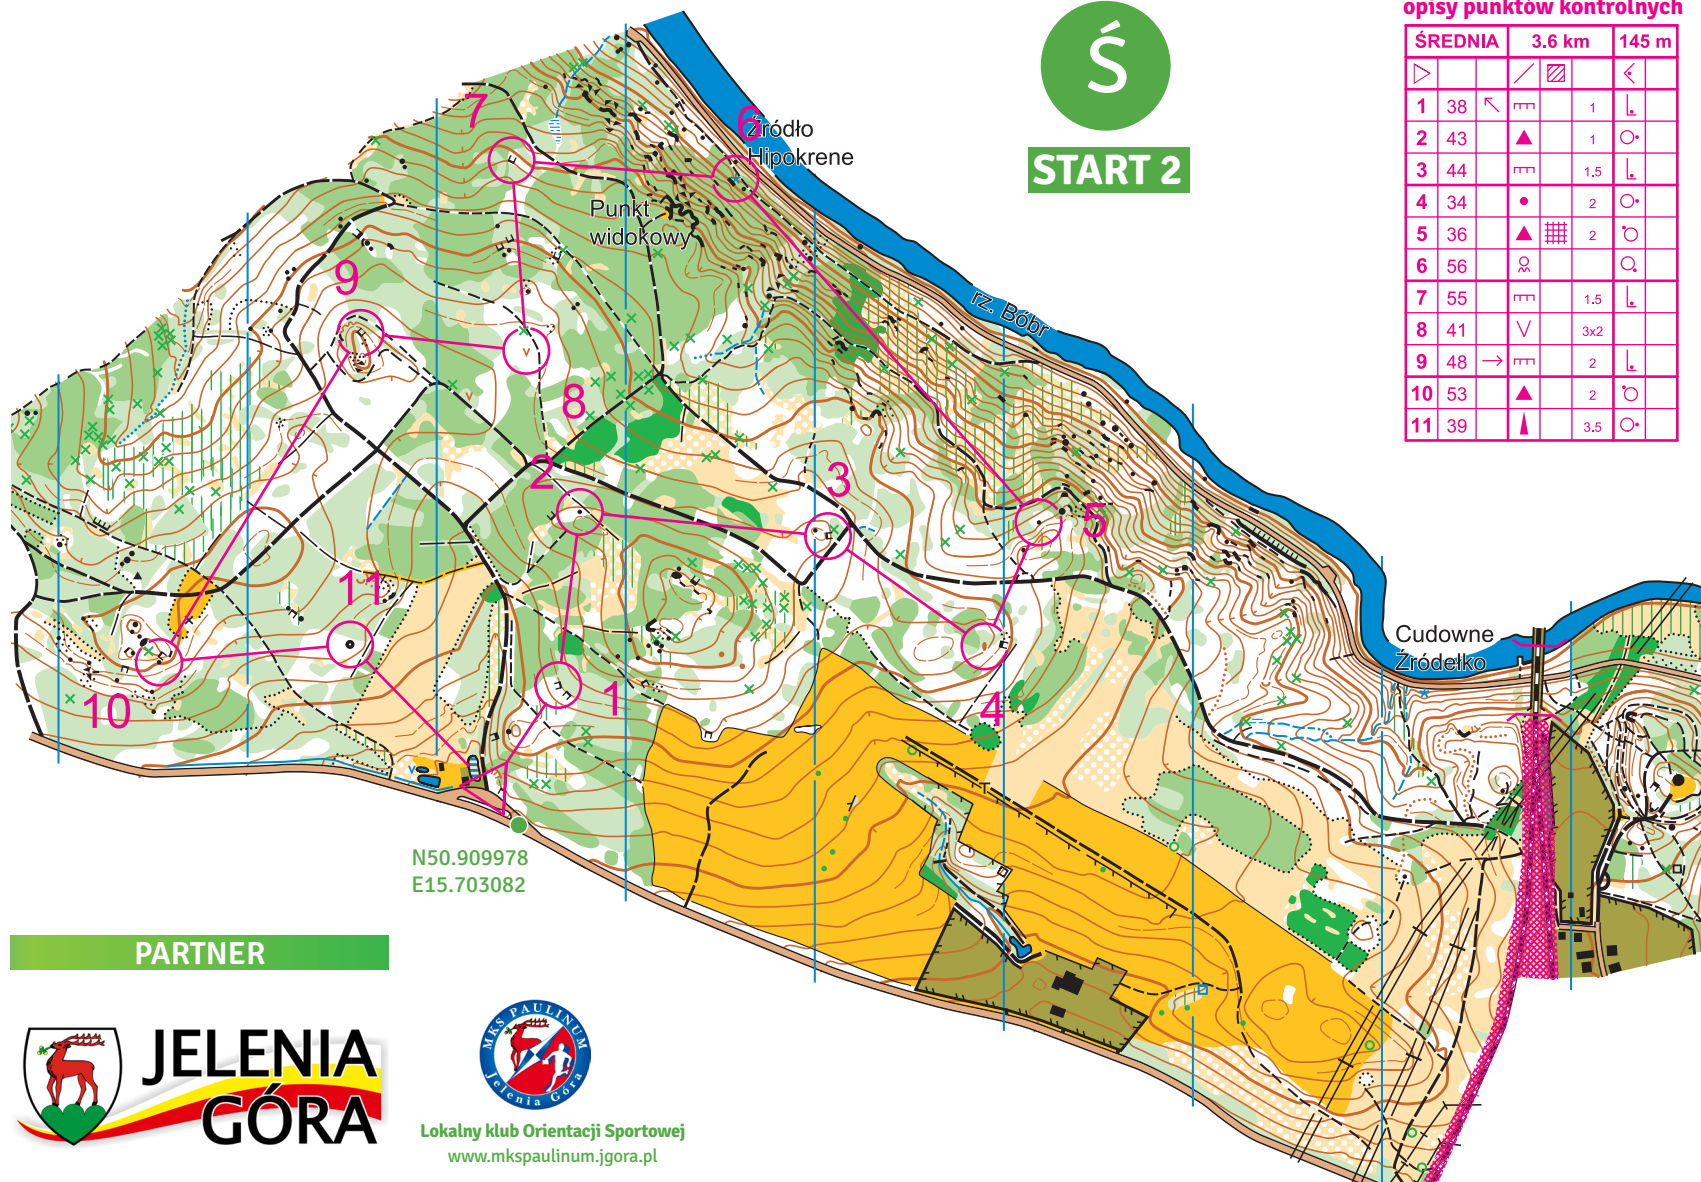 opisy punktów kontrolnych
ŚREDNIA 3.6 km 145 m
1 38 1
2 43 1
3 44 1.5
4 34 2
5 36 2
6 56
7 55 1.5
8 41 3x2
9 48 2
10 53 2
11 39 3.5
Ś
START 2
7
6
Źródło
Hipokrene
Punkt
widokowy
9
rz. Bóbr
8
2
3
5
11
Cudowne
Źródełko
10
1
4
N50.909978
E15.703082
PARTNER
JELENIA
GÓRA
MKS PAULINUM
Jelenia Góra
Lokalny klub Orientacji Sportowej
www.mkspaulinum.jgora.pl